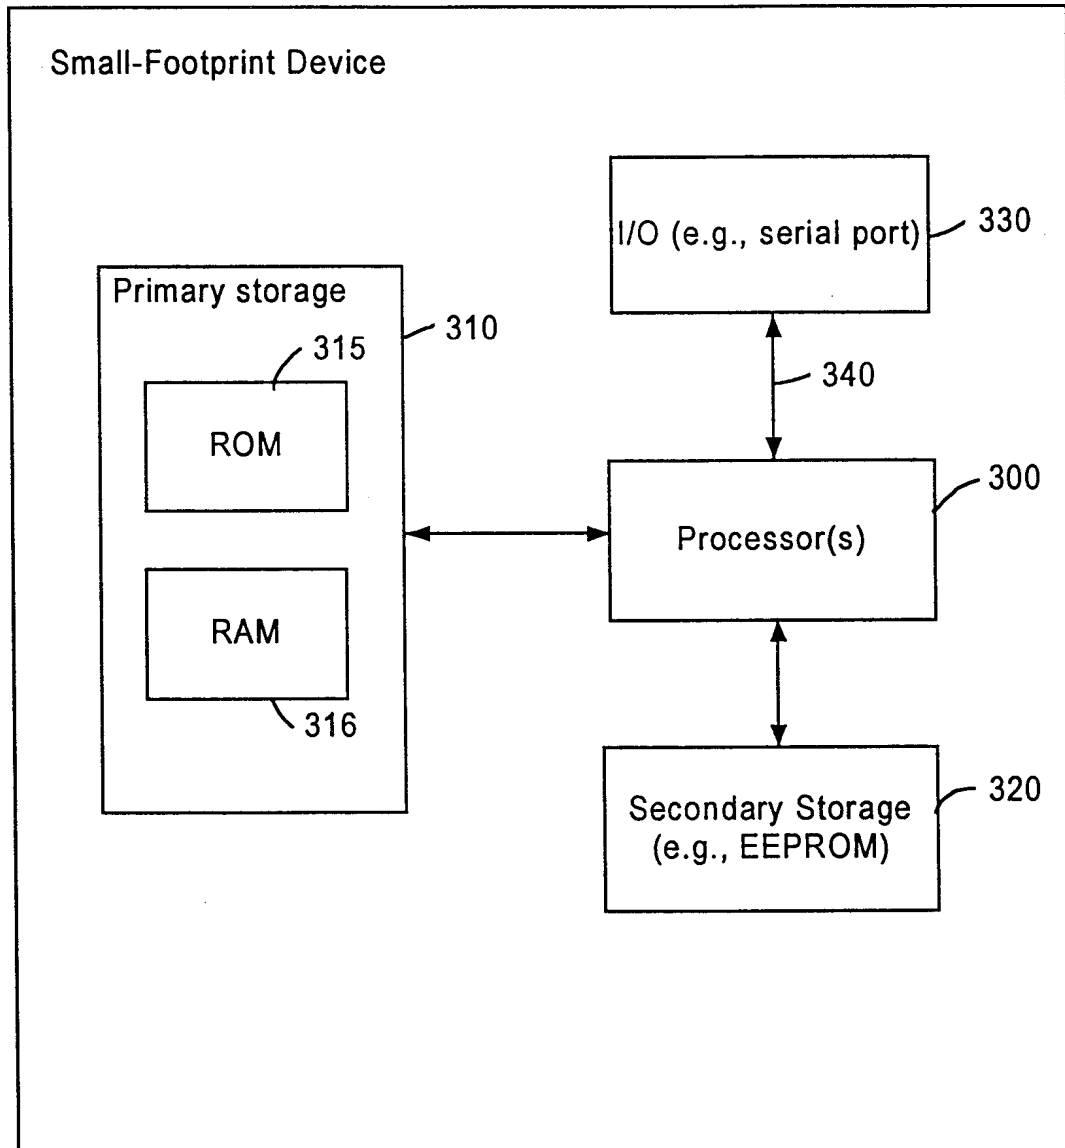 Small-Footprint Device
I/O (e.g., serial port)
330
Primary storage
310
315
340
ROM
300
Processor(s)
RAM
316
320
Secondary Storage
(e.g., EEPROM)